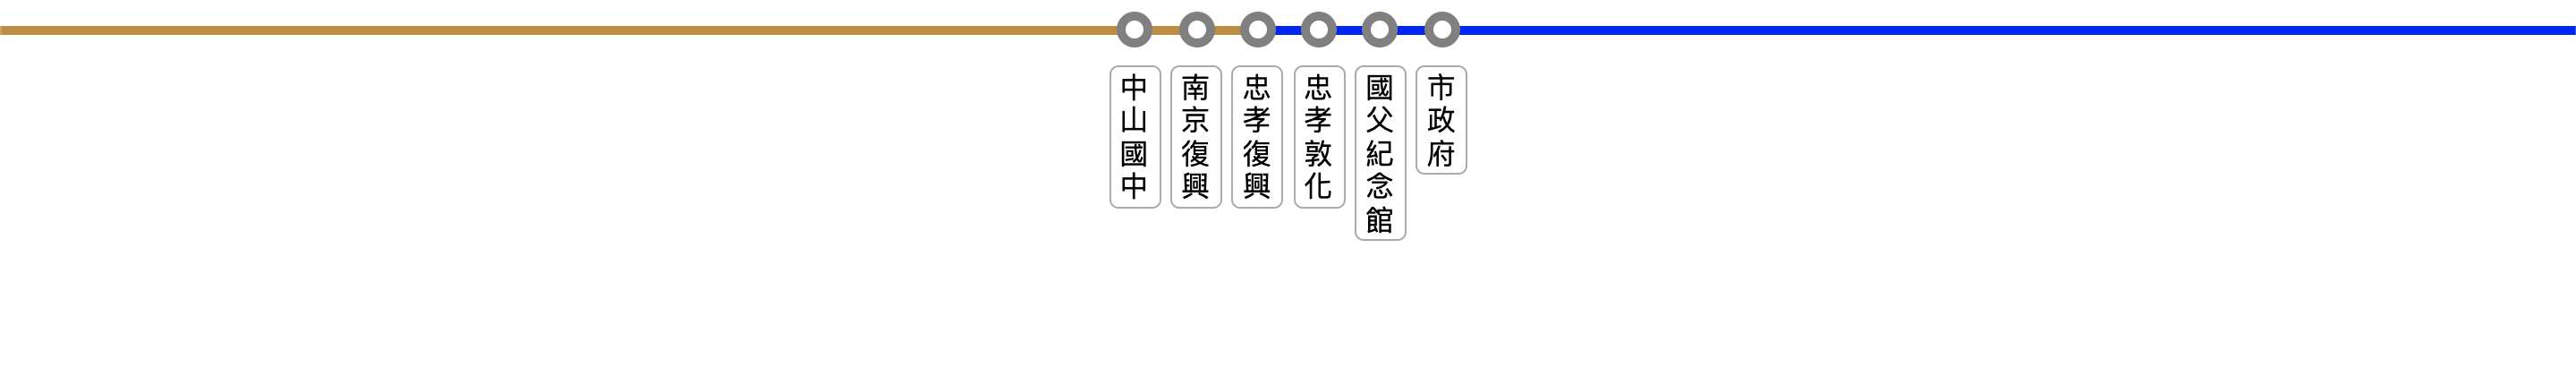 中山國中
南京復興
忠孝復興
忠孝敦化
國父紀念館
市政府